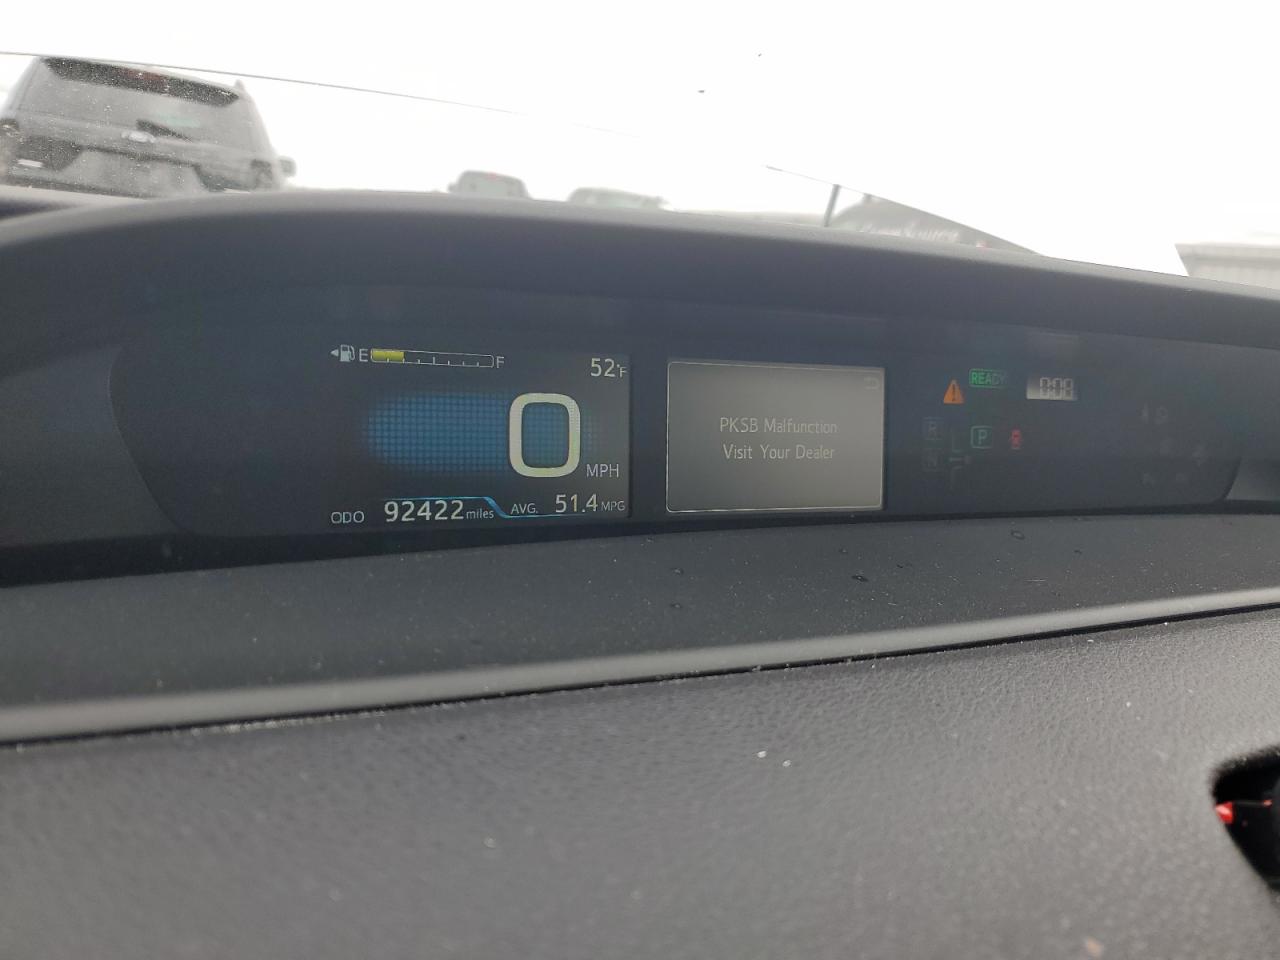 E F
52°F
0 MPH
ODO 92422 miles AVG. 51.4 MPG
PKSB Malfunction
Visit Your Dealer
READY
R
P